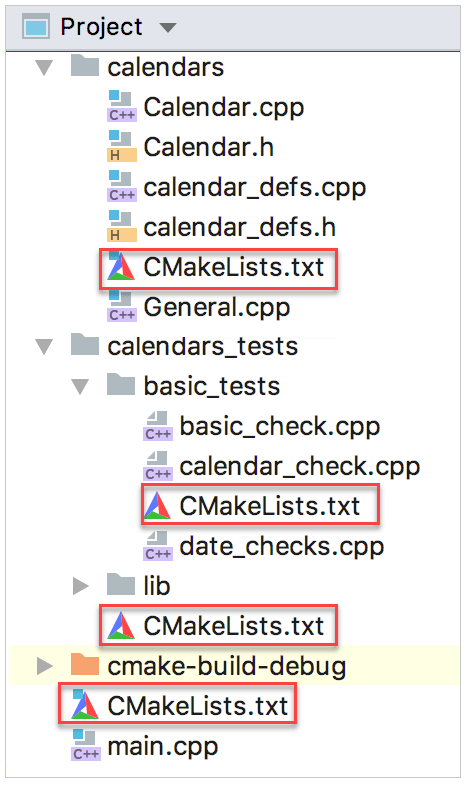 Project
calendars
C++ Calendar.cpp
H Calendar.h
C++ calendar_defs.cpp
H calendar_defs.h
CMakeLists.txt
C++ General.cpp
calendars_tests
basic_tests
C++ basic_check.cpp
C++ calendar_check.cpp
CMakeLists.txt
C++ date_checks.cpp
lib
CMakeLists.txt
cmake-build-debug
CMakeLists.txt
C++ main.cpp